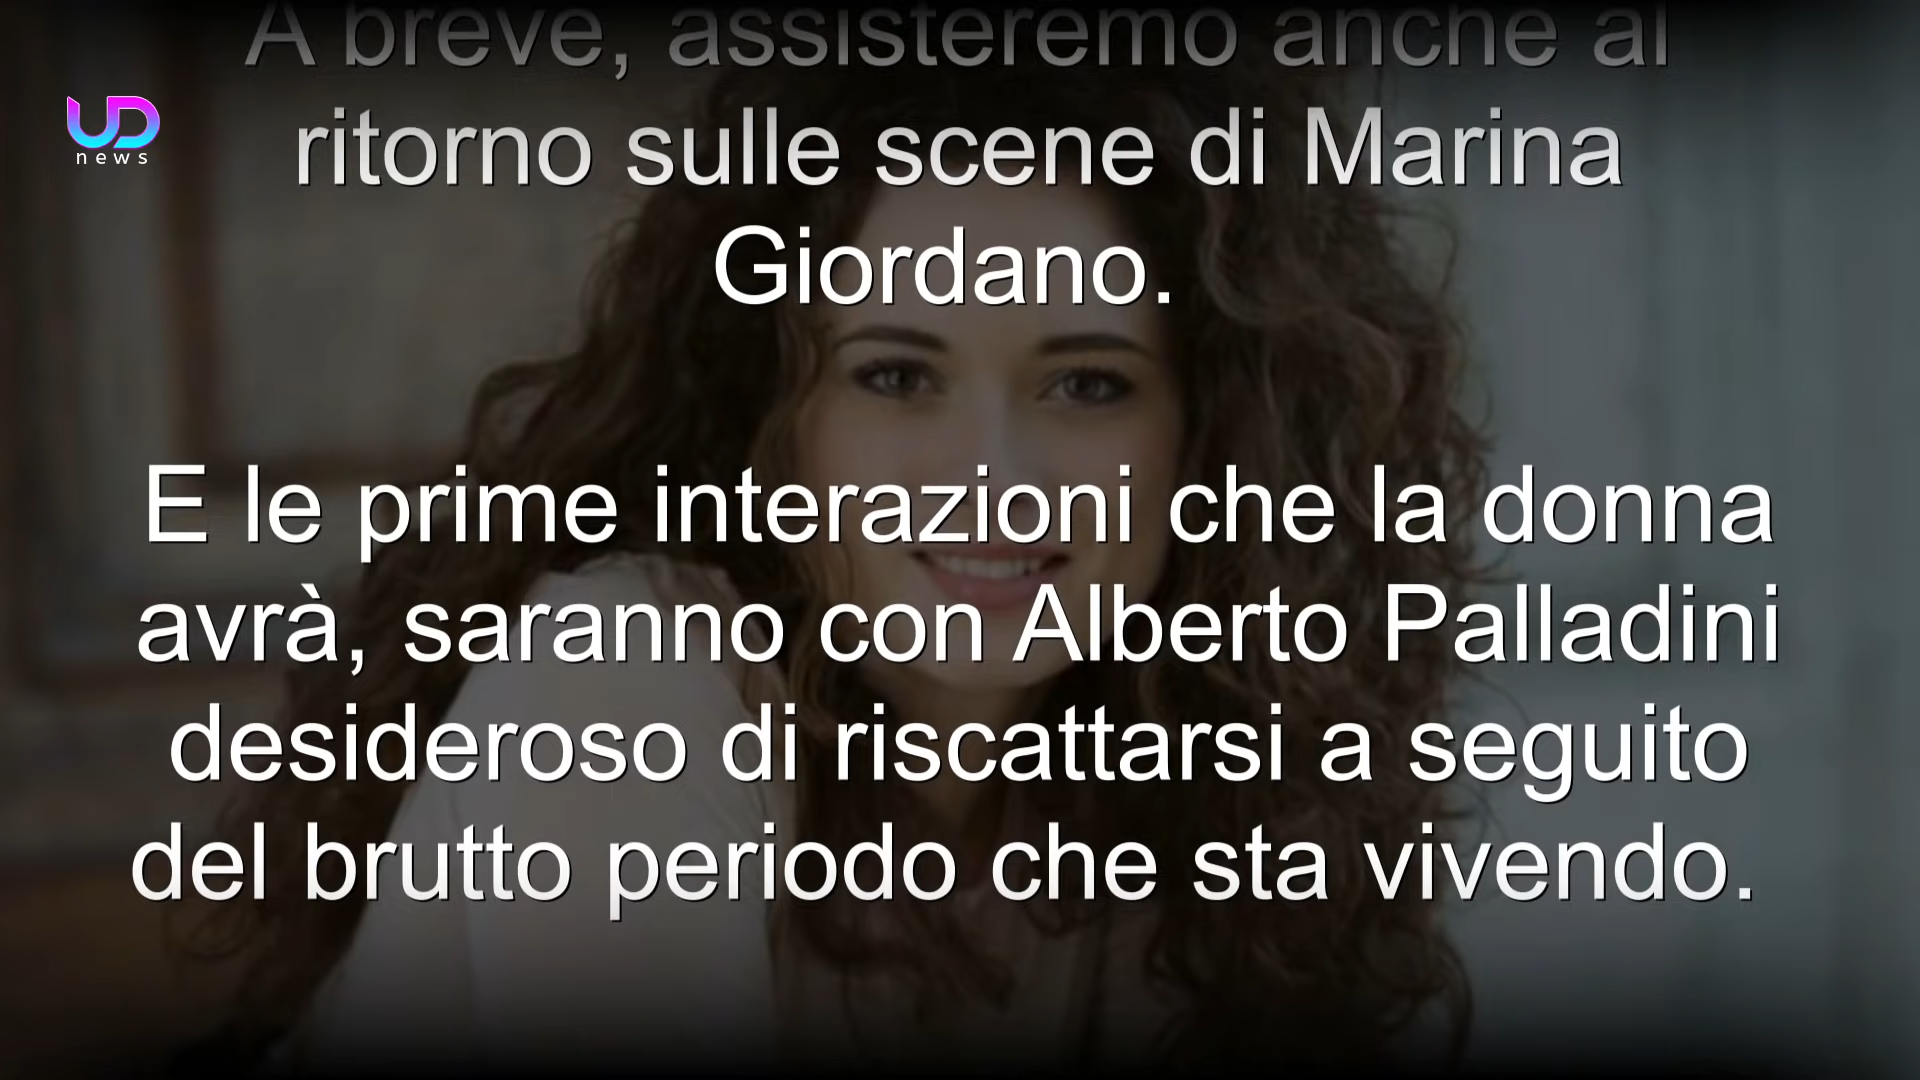 A breve, assisteremo anche al
ritorno sulle scene di Marina
Giordano.
E le prime interazioni che la donna
avrà, saranno con Alberto Palladini
desideroso di riscattarsi a seguito
del brutto periodo che sta vivendo.
UD
news